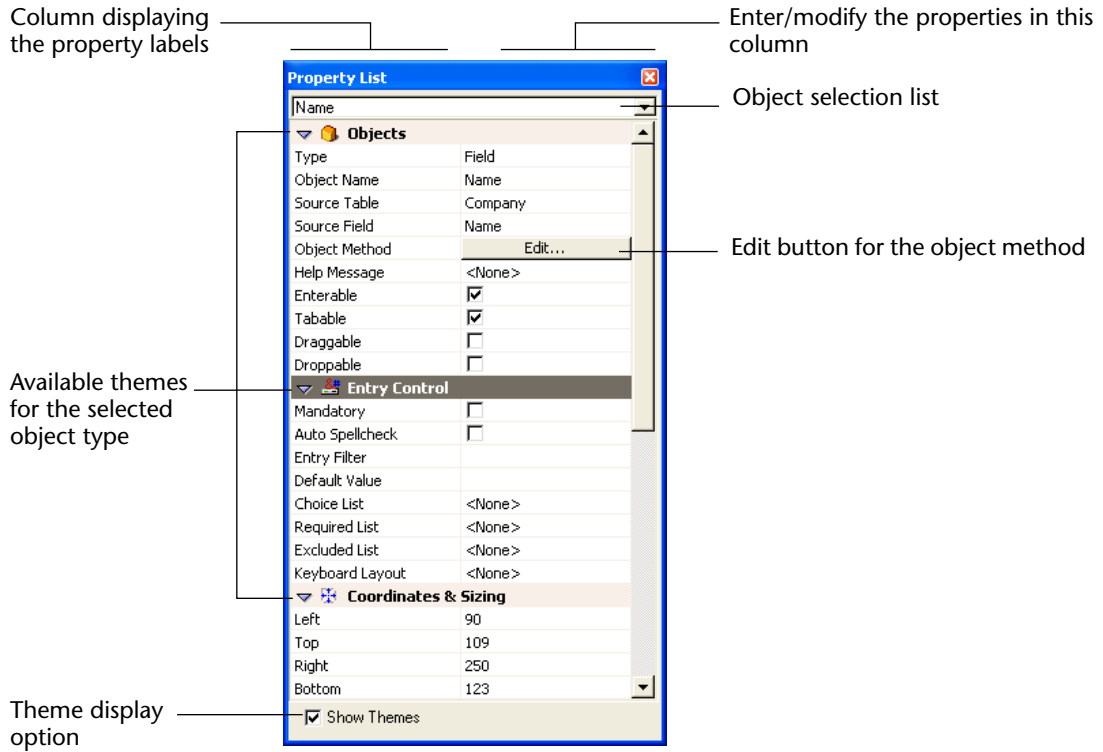 Column displaying
the property labels
Enter/modify the properties in this
column
Property List
Name
Object selection list
Objects
Type Field
Object Name Name
Source Table Company
Source Field Name
Object Method Edit...
Edit button for the object method
Help Message <None>
Enterable
Tabable
Draggable
Droppable
Available themes
for the selected
object type
Entry Control
Mandatory
Auto Spellcheck
Entry Filter
Default Value
Choice List <None>
Required List <None>
Excluded List <None>
Keyboard Layout <None>
Coordinates & Sizing
Left 90
Top 109
Right 250
Bottom 123
Theme display
option
Show Themes